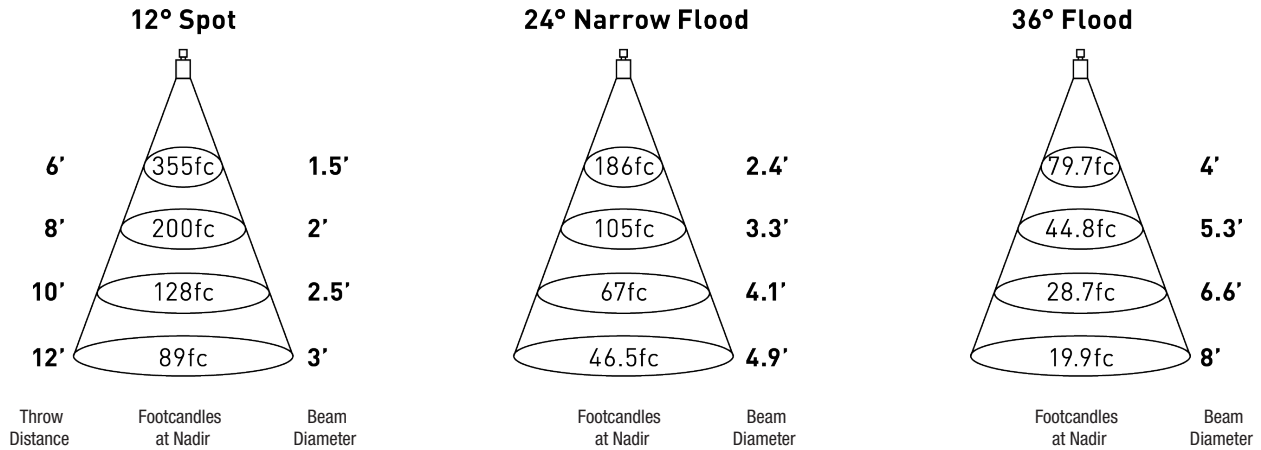 12° Spot 24° Narrow Flood 36° Flood
6’ 355fc 1.5’ 186fc 2.4’ 79.7fc 4’
8’ 200fc 2’ 105fc 3.3’ 44.8fc 5.3’
10’ 128fc 2.5’ 67fc 4.1’ 28.7fc 6.6’
12’ 89fc 3’ 46.5fc 4.9’ 19.9fc 8’
Throw Footcandles Beam Footcandles Beam Footcandles Beam
Distance at Nadir Diameter at Nadir Diameter at Nadir Diameter